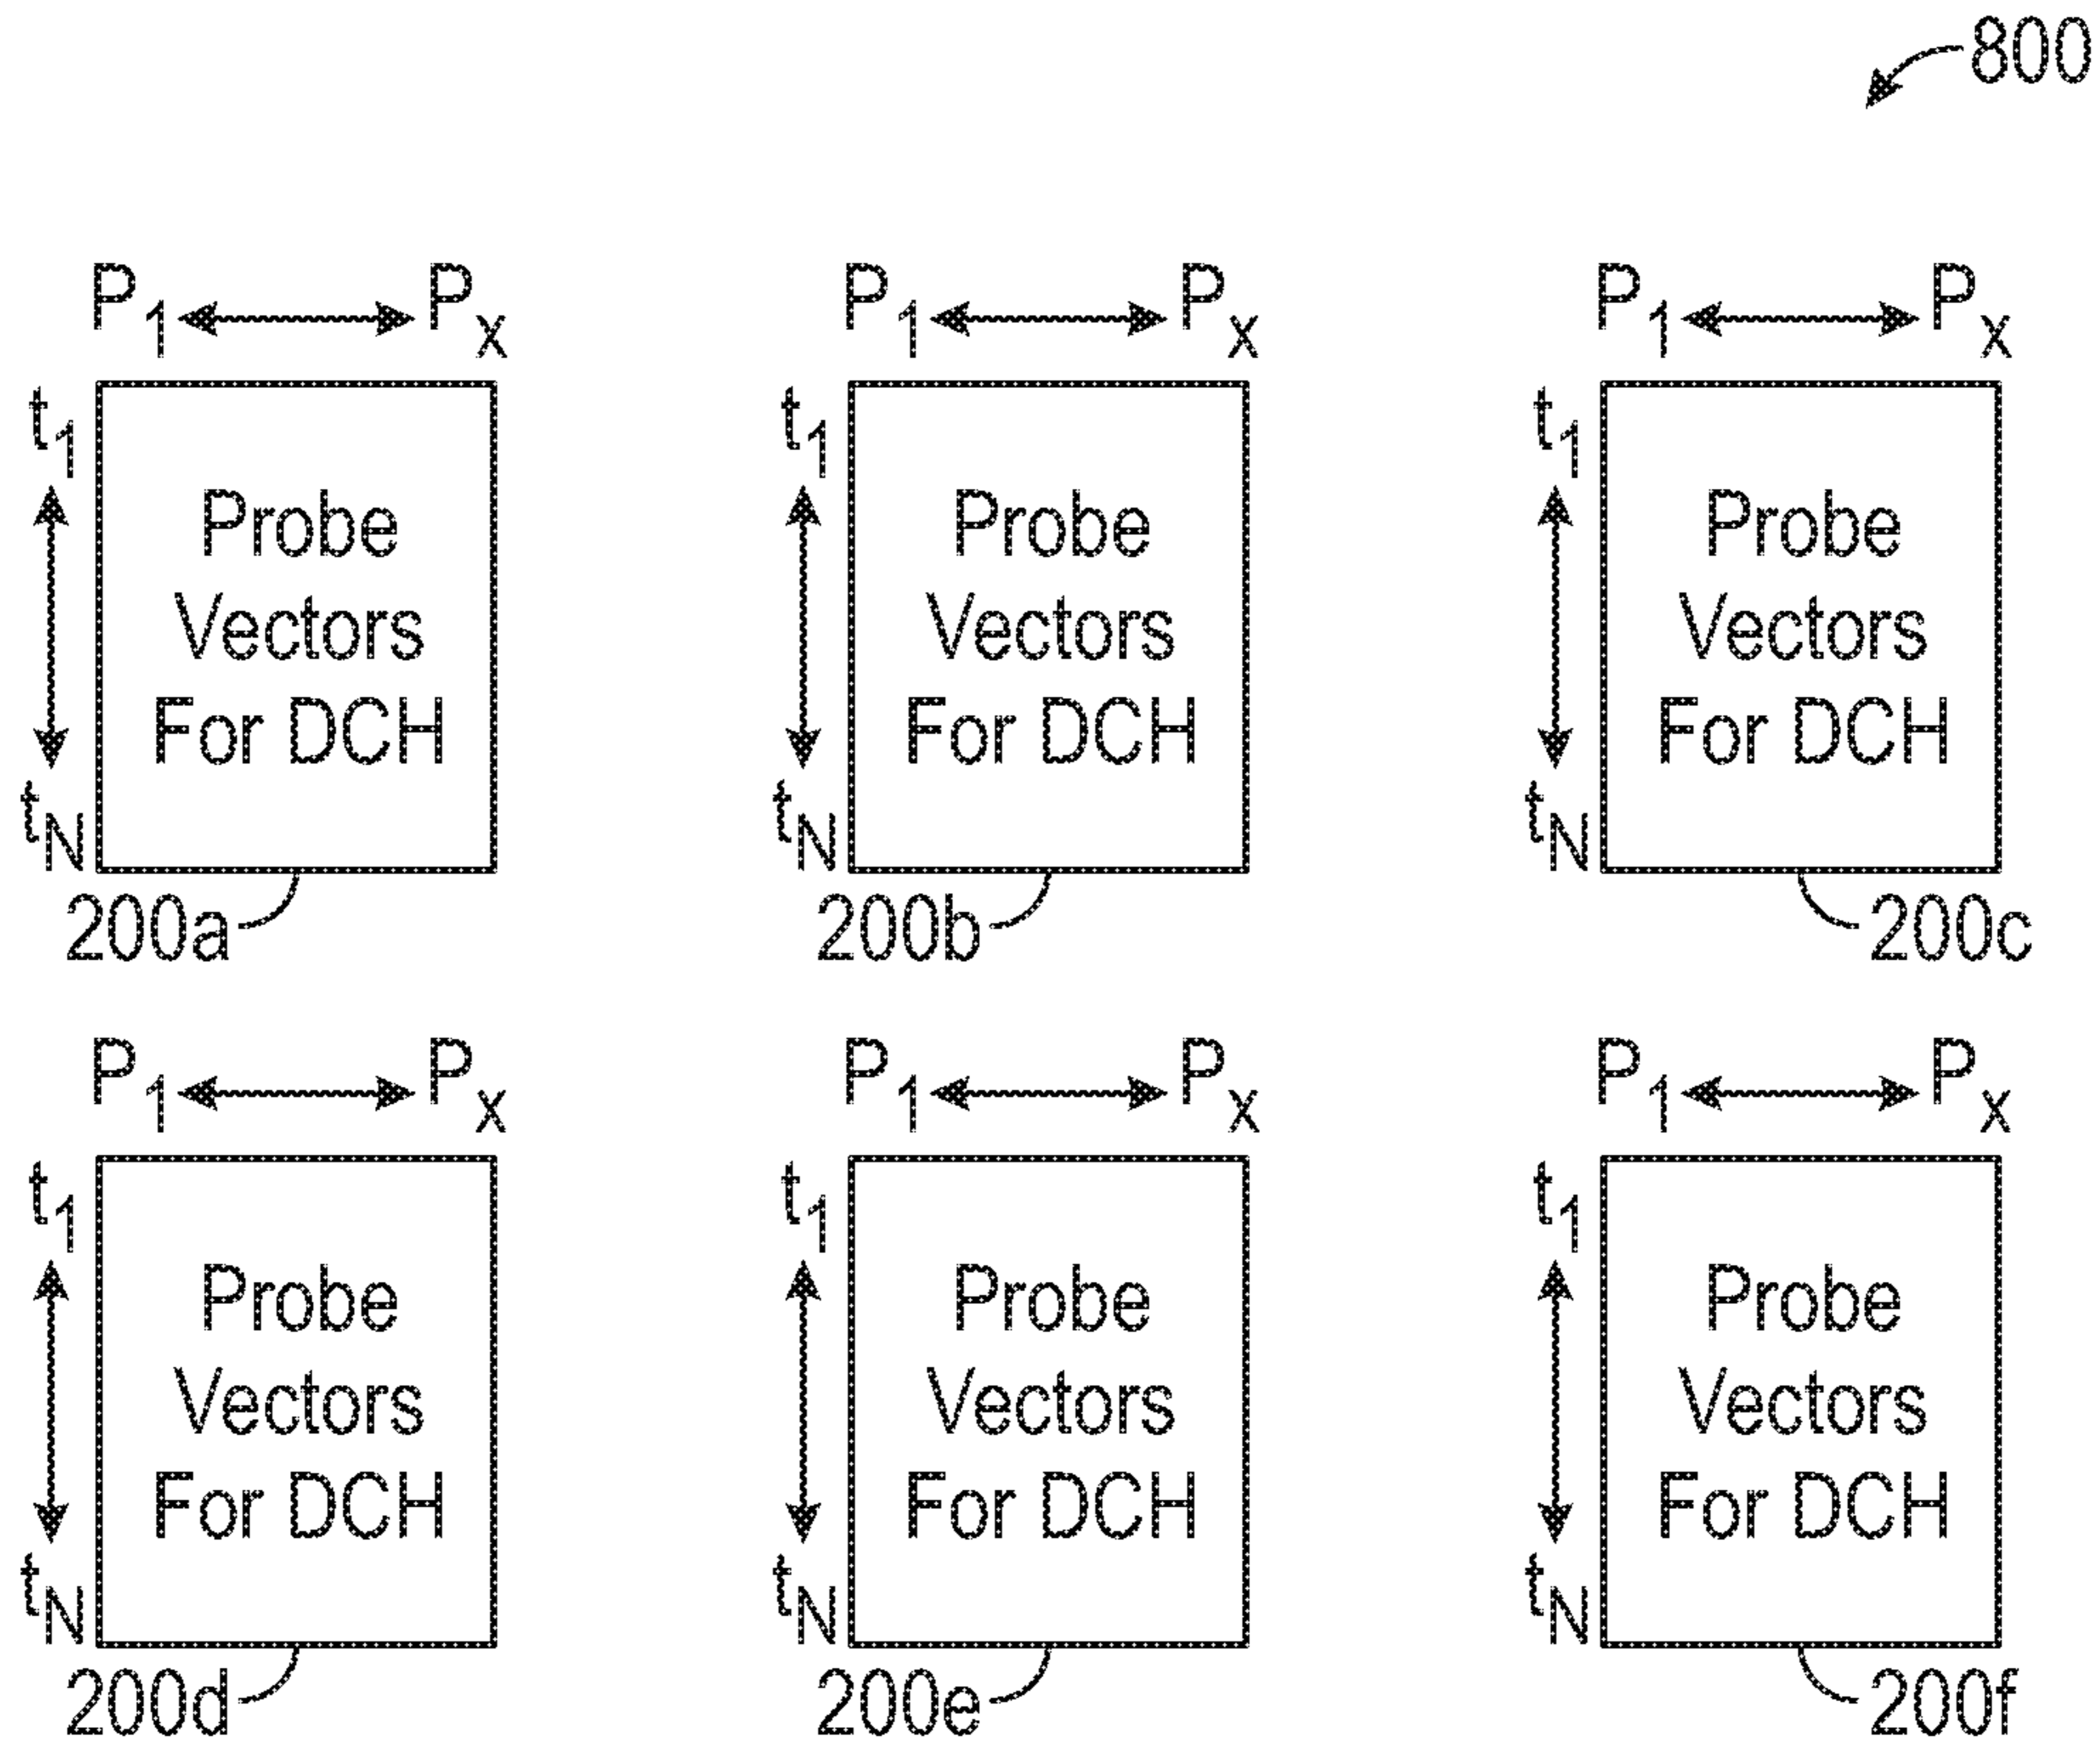 800
P1 Px P1 Px P1 Px
t1 t1 t1
Probe Probe Probe
Vectors Vectors Vectors
For DCH For DCH For DCH
tN tN tN
200a 200b 200c
P1 Px P1 Px P1 Px
t1 t1 t1
Probe Probe Probe
Vectors Vectors Vectors
For DCH For DCH For DCH
tN tN tN
200d 200e 200f